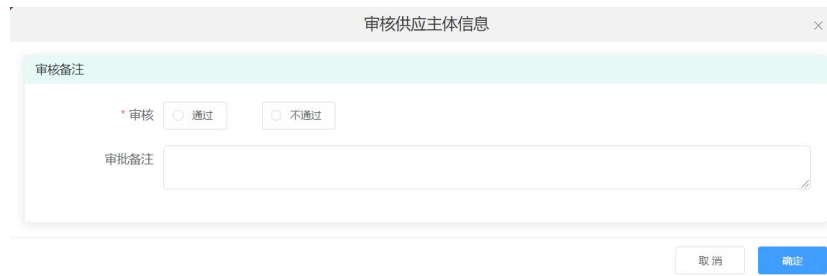 审核供应主体信息
审核备注
* 审核 通过 不通过
审批备注
取消 确定